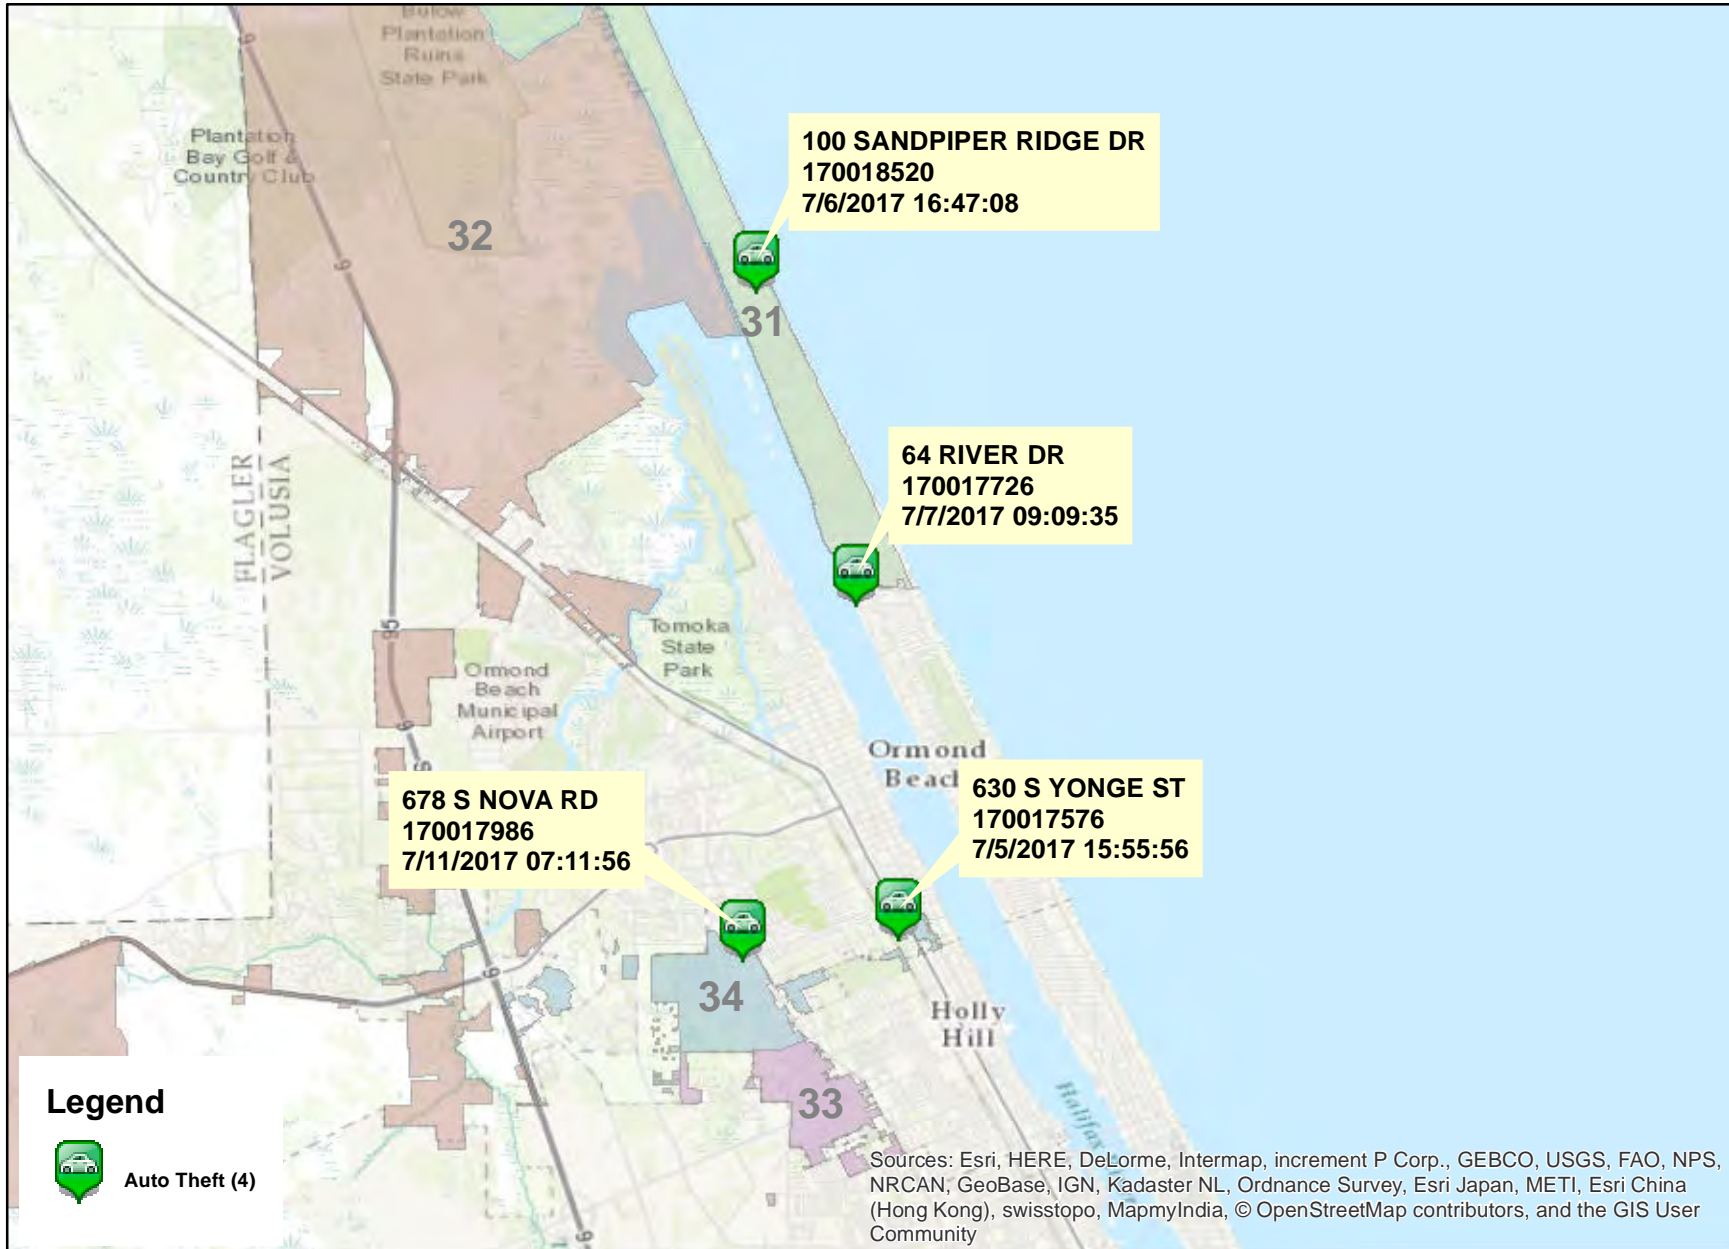 Bulow
Plantation
Ruins
State Park
Plantation
Bay Golf &
Country Club
100 SANDPIPER RIDGE DR
170018520
7/6/2017 16:47:08
32
31
64 RIVER DR
170017726
7/7/2017 09:09:35
FLAGLER
VOLUSIA
95
Tomoka
State
Park
Ormond
Beach
Municipal
Airport
Ormond
Beach
678 S NOVA RD
170017986
7/11/2017 07:11:56
630 S YONGE ST
170017576
7/5/2017 15:55:56
34
Holly
Hill
33
Halifax
Legend
Auto Theft (4)
Sources: Esri, HERE, DeLorme, Intermap, increment P Corp., GEBCO, USGS, FAO, NPS,
NRCAN, GeoBase, IGN, Kadaster NL, Ordnance Survey, Esri Japan, METI, Esri China
(Hong Kong), swisstopo, MapmyIndia, © OpenStreetMap contributors, and the GIS User
Community